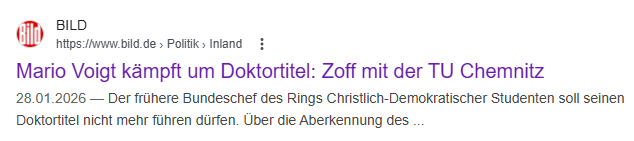 BILD
Bild
https://www.bild.de › Politik › Inland
Mario Voigt kämpft um Doktortitel: Zoff mit der TU Chemnitz
28.01.2026 — Der frühere Bundeschef des Rings Christlich-Demokratischer Studenten soll seinen
Doktortitel nicht mehr führen dürfen. Über die Aberkennung des ...